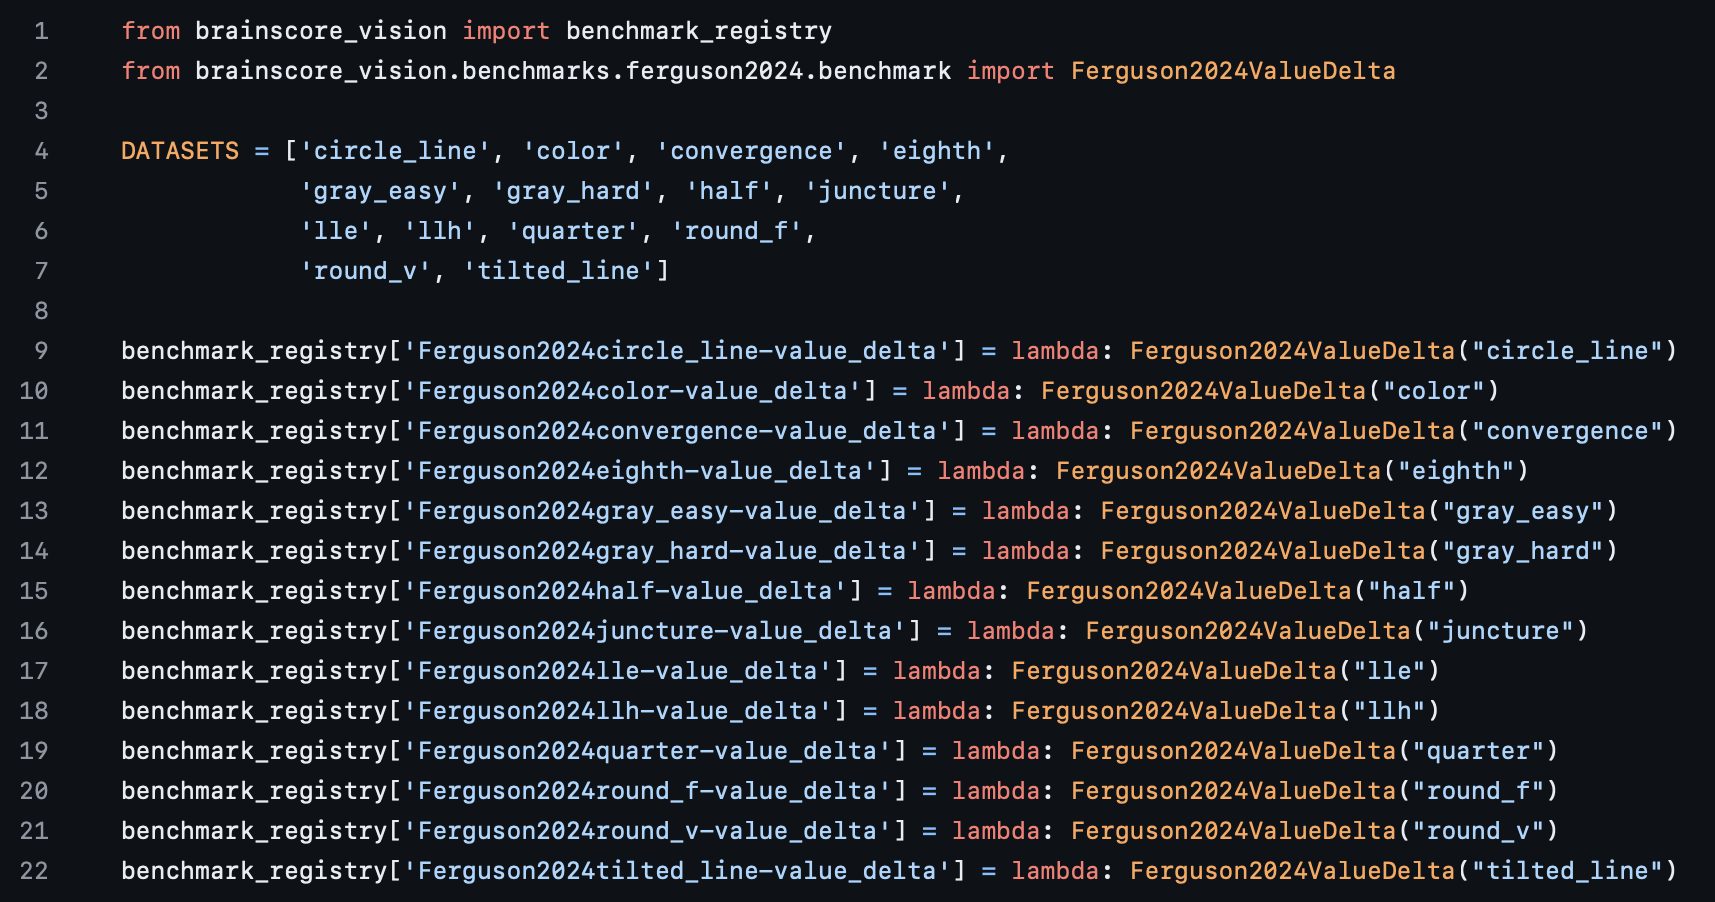 1 from brainscore_vision import benchmark_registry
2 from brainscore_vision.benchmarks.ferguson2024.benchmark import Ferguson2024ValueDelta
3
4 DATASETS = ['circle_line', 'color', 'convergence', 'eighth',
5 'gray_easy', 'gray_hard', 'half', 'juncture',
6 'lle', 'llh', 'quarter', 'round_f',
7 'round_v', 'tilted_line']
8
9 benchmark_registry['Ferguson2024circle_line-value_delta'] = lambda: Ferguson2024ValueDelta("circle_line")
10 benchmark_registry['Ferguson2024color-value_delta'] = lambda: Ferguson2024ValueDelta("color")
11 benchmark_registry['Ferguson2024convergence-value_delta'] = lambda: Ferguson2024ValueDelta("convergence")
12 benchmark_registry['Ferguson2024eighth-value_delta'] = lambda: Ferguson2024ValueDelta("eighth")
13 benchmark_registry['Ferguson2024gray_easy-value_delta'] = lambda: Ferguson2024ValueDelta("gray_easy")
14 benchmark_registry['Ferguson2024gray_hard-value_delta'] = lambda: Ferguson2024ValueDelta("gray_hard")
15 benchmark_registry['Ferguson2024half-value_delta'] = lambda: Ferguson2024ValueDelta("half")
16 benchmark_registry['Ferguson2024juncture-value_delta'] = lambda: Ferguson2024ValueDelta("juncture")
17 benchmark_registry['Ferguson2024lle-value_delta'] = lambda: Ferguson2024ValueDelta("lle")
18 benchmark_registry['Ferguson2024llh-value_delta'] = lambda: Ferguson2024ValueDelta("llh")
19 benchmark_registry['Ferguson2024quarter-value_delta'] = lambda: Ferguson2024ValueDelta("quarter")
20 benchmark_registry['Ferguson2024round_f-value_delta'] = lambda: Ferguson2024ValueDelta("round_f")
21 benchmark_registry['Ferguson2024round_v-value_delta'] = lambda: Ferguson2024ValueDelta("round_v")
22 benchmark_registry['Ferguson2024tilted_line-value_delta'] = lambda: Ferguson2024ValueDelta("tilted_line")